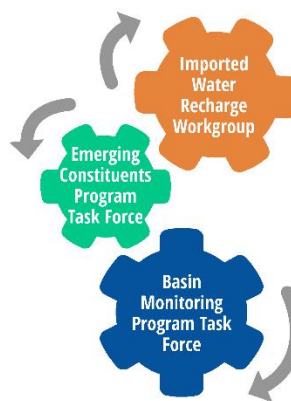 Imported
Water
Recharge
Workgroup
Emerging
Constituents
Program
Task Force
Basin
Monitoring
Program Task
Force